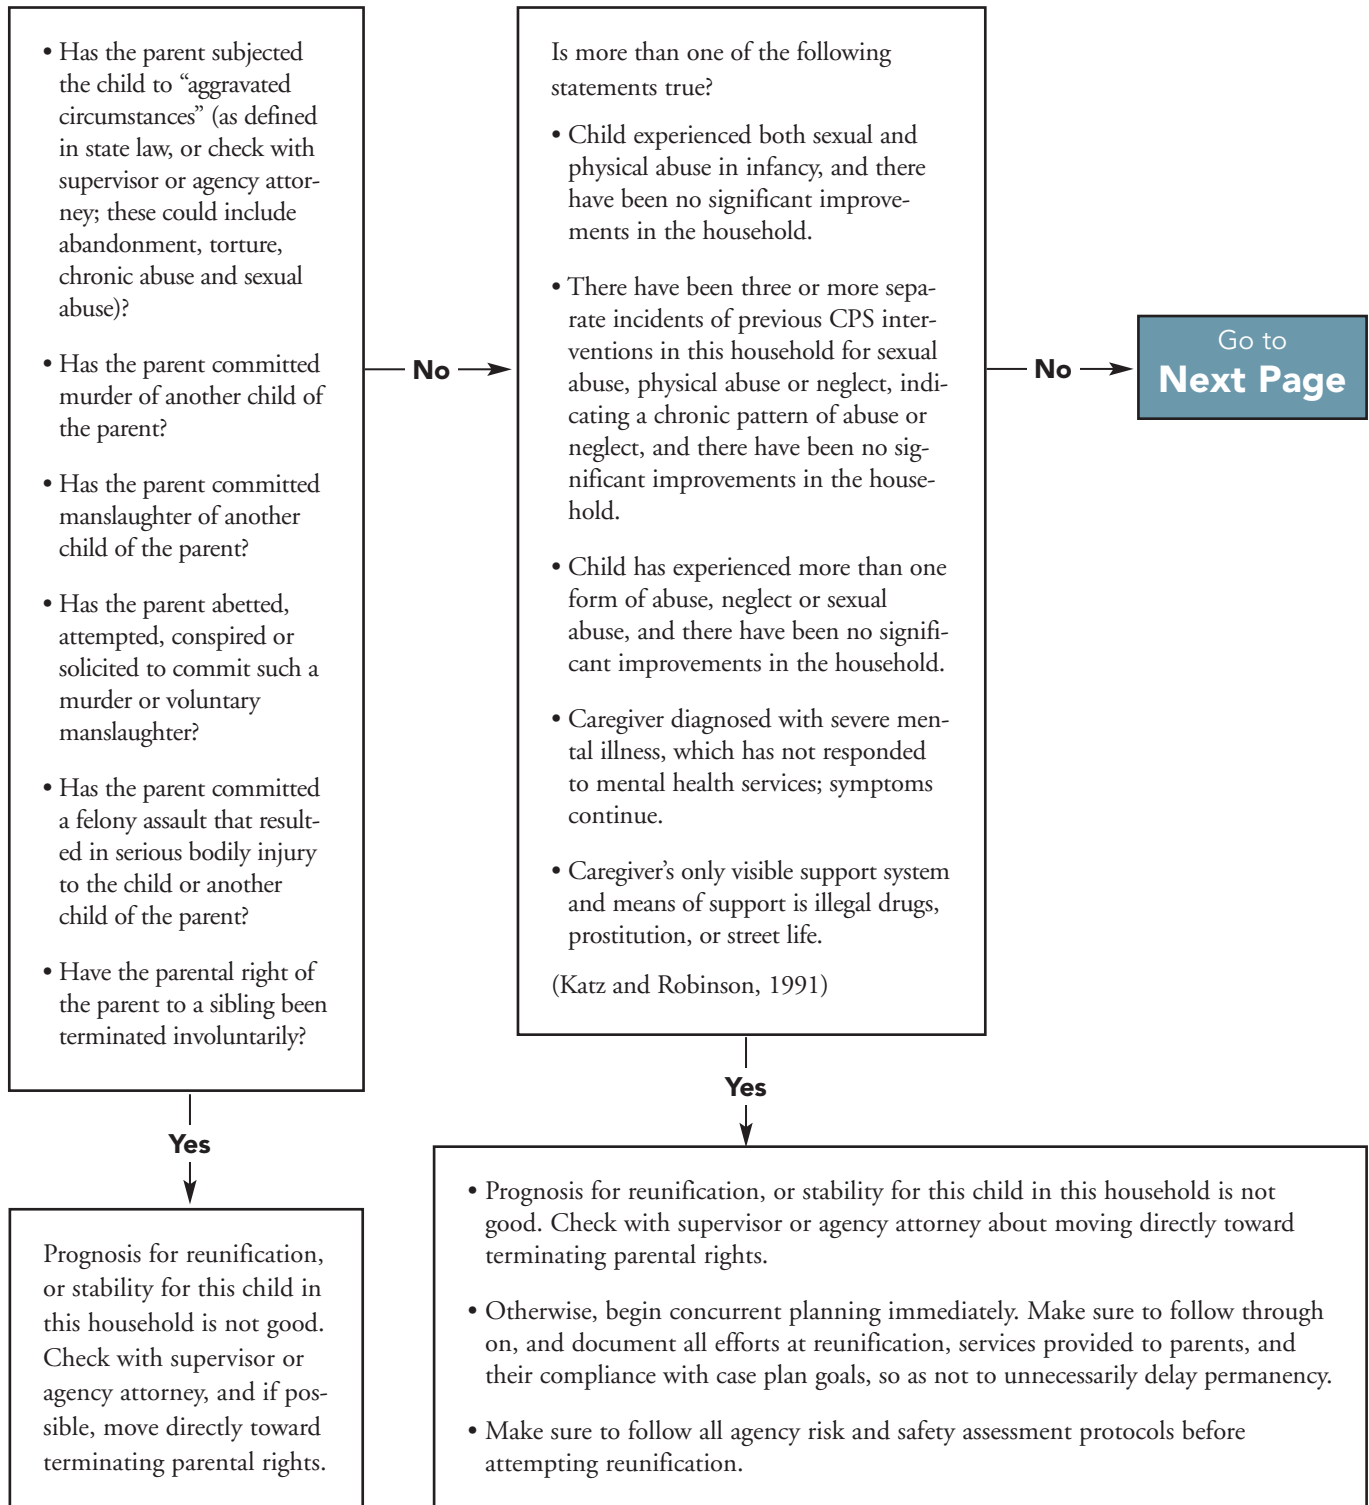 • Has the parent subjected
the child to “aggravated
circumstances” (as defined
in state law, or check with
supervisor or agency attor-
ney; these could include
abandonment, torture,
chronic abuse and sexual
abuse)?
• Has the parent committed
murder of another child of
the parent?
• Has the parent committed
manslaughter of another
child of the parent?
• Has the parent abetted,
attempted, conspired or
solicited to commit such a
murder or voluntary
manslaughter?
• Has the parent committed
a felony assault that result-
ed in serious bodily injury
to the child or another
child of the parent?
• Have the parental right of
the parent to a sibling been
terminated involuntarily?
No
Is more than one of the following
statements true?
• Child experienced both sexual and
physical abuse in infancy, and there
have been no significant improve-
ments in the household.
• There have been three or more sepa-
rate incidents of previous CPS inter-
ventions in this household for sexual
abuse, physical abuse or neglect, indi-
cating a chronic pattern of abuse or
neglect, and there have been no sig-
nificant improvements in the house-
hold.
• Child has experienced more than one
form of abuse, neglect or sexual
abuse, and there have been no signifi-
cant improvements in the household.
• Caregiver diagnosed with severe men-
tal illness, which has not responded
to mental health services; symptoms
continue.
• Caregiver’s only visible support system
and means of support is illegal drugs,
prostitution, or street life.
(Katz and Robinson, 1991)
No
Go to
Next Page
Yes
Prognosis for reunification,
or stability for this child in
this household is not good.
Check with supervisor or
agency attorney, and if pos-
sible, move directly toward
terminating parental rights.
Yes
• Prognosis for reunification, or stability for this child in this household is not
good. Check with supervisor or agency attorney about moving directly toward
terminating parental rights.
• Otherwise, begin concurrent planning immediately. Make sure to follow through
on, and document all efforts at reunification, services provided to parents, and
their compliance with case plan goals, so as not to unnecessarily delay permanency.
• Make sure to follow all agency risk and safety assessment protocols before
attempting reunification.